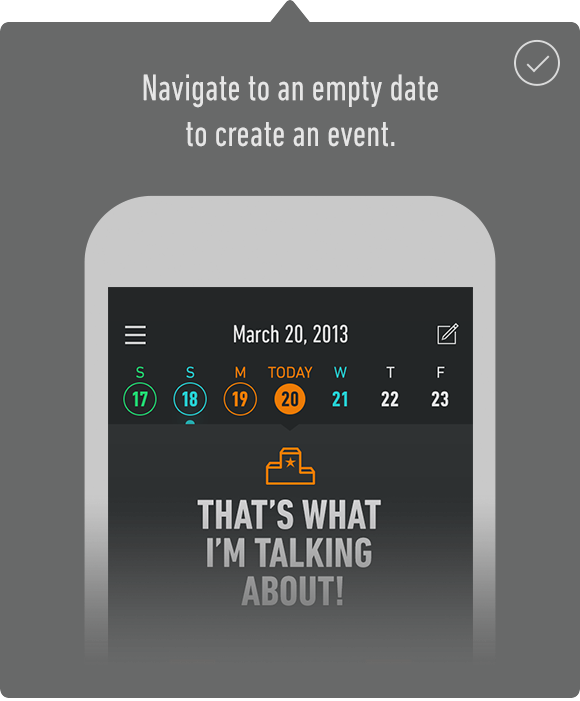 Navigate to an empty date
to create an event.
March 20, 2013
S S M TODAY W T F
17 18 19 20 21 22 23
THAT'S WHAT
I'M TALKING
ABOUT!